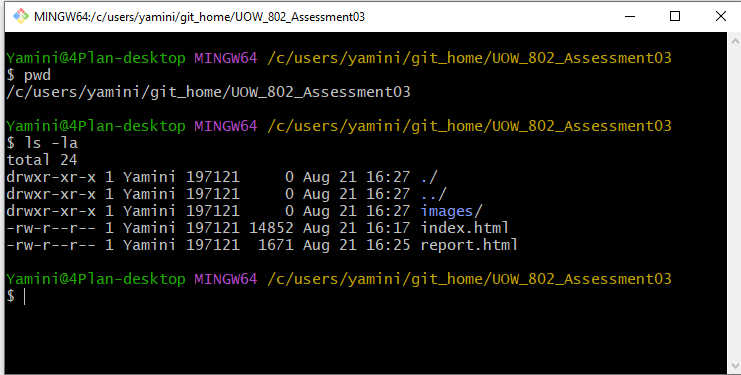 MINGW64:/c/users/yamini/git_home/UOW_802_Assessment03
Yamini@4Plan-desktop MINGW64 /c/users/yamini/git_home/UOW_802_Assessment03
$ pwd
/c/users/yamini/git_home/UOW_802_Assessment03
Yamini@4Plan-desktop MINGW64 /c/users/yamini/git_home/UOW_802_Assessment03
$ ls -la
total 24
drwxr-xr-x 1 Yamini 197121     0 Aug 21 16:27 ./
drwxr-xr-x 1 Yamini 197121     0 Aug 21 16:27 ../
drwxr-xr-x 1 Yamini 197121     0 Aug 21 16:27 images/
-rw-r--r-- 1 Yamini 197121 14852 Aug 21 16:17 index.html
-rw-r--r-- 1 Yamini 197121  1671 Aug 21 16:25 report.html
Yamini@4Plan-desktop MINGW64 /c/users/yamini/git_home/UOW_802_Assessment03
$